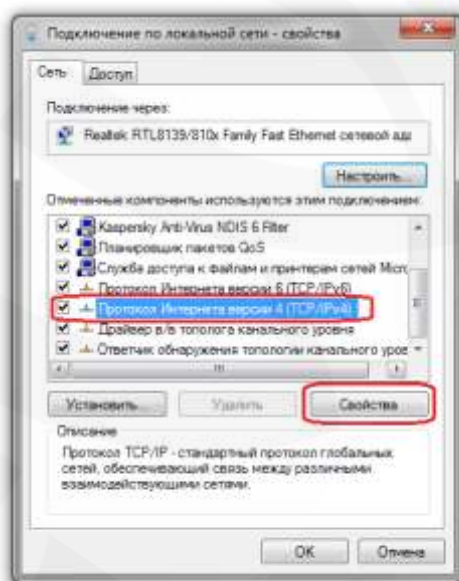 Подключение по локальной сети - свойства
Сеть Доступ
Подключение через:
Realtek RTL8139/810x Family Fast Ethernet сетевой ада
Настроить...
Отмеченные компоненты используются этим подключением:
Kaspersky Anti-Virus NDIS 6 Filter
Планировщик пакетов QoS
Служба доступа к файлам и принтерам сетей Micro
Протокол Интернета версии 6 (TCP/IPv6)
Протокол Интернета версии 4 (TCP/IPv4)
Драйвер в/в тополога канального уровня
Ответчик обнаружения топологии канального уров
Установить... Удалить Свойства
Описание
Протокол TCP/IP - стандартный протокол глобальных
сетей, обеспечивающий связь между различными
взаимодействующими сетями.
OK Отмена